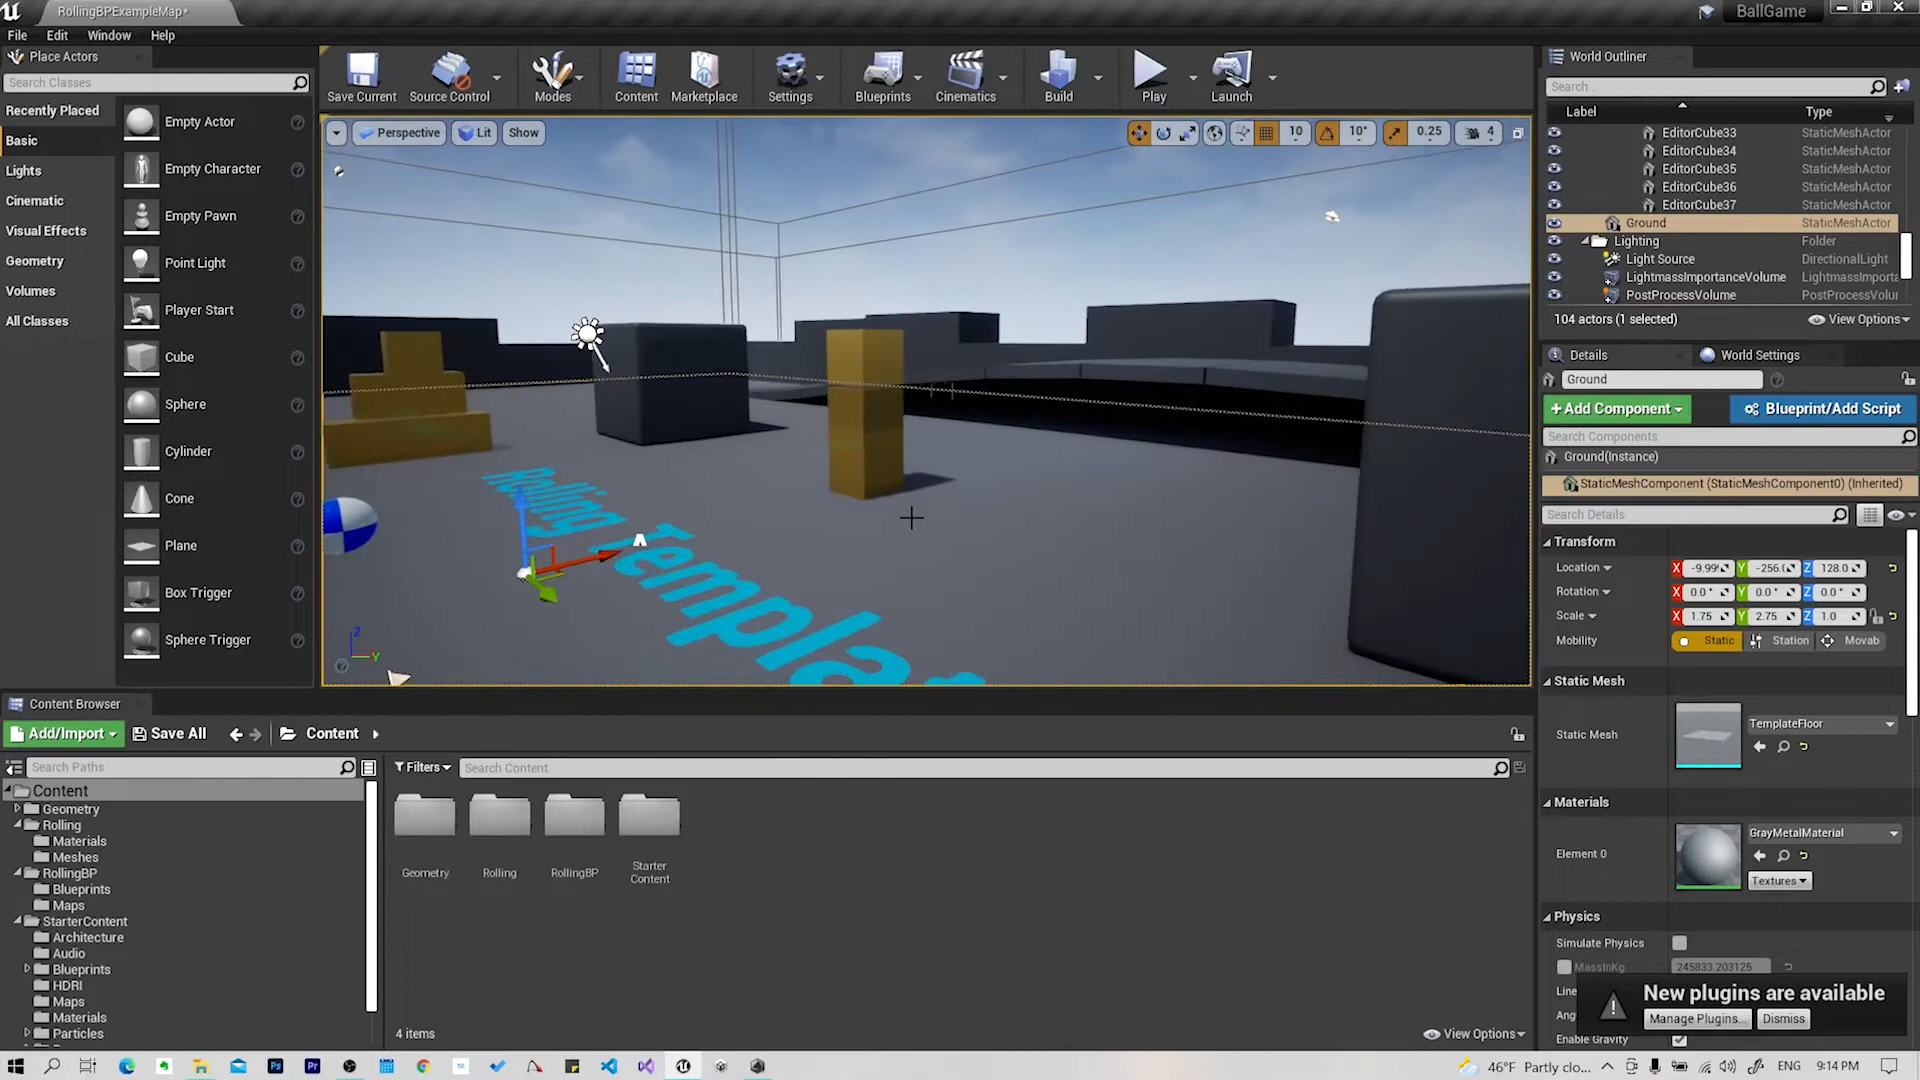 RollingBPExampleMap*
BallGame
File Edit Window Help
Place Actors
Search Classes
Recently Placed
Basic
Lights
Cinematic
Visual Effects
Geometry
Volumes
All Classes
Empty Actor
Empty Character
Empty Pawn
Point Light
Player Start
Cube
Sphere
Cylinder
Cone
Plane
Box Trigger
Sphere Trigger
Save Current Source Control Modes Content Marketplace Settings Blueprints Cinematics Build Play Launch
Perspective Lit Show 10 10° 0.25 4
Rolling Template
Z
Y
World Outliner
Search...
Label Type
EditorCube33 StaticMeshActor
EditorCube34 StaticMeshActor
EditorCube35 StaticMeshActor
EditorCube36 StaticMeshActor
EditorCube37 StaticMeshActor
Ground StaticMeshActor
Lighting Folder
Light Source DirectionalLight
LightmassImportanceVolume LightmassImporta
PostProcessVolume PostProcessVolur
104 actors (1 selected) View Options
Details World Settings
Ground
+Add Component Blueprint/Add Script
Search Components
Ground(Instance)
StaticMeshComponent (StaticMeshComponent0) (Inherited)
Search Details
Transform
Location X -9.99 Y -256.( Z 128.0
Rotation X 0.0° Y 0.0° Z 0.0°
Scale X 1.75 Y 2.75 Z 1.0
Mobility Static Station Movab
Static Mesh
Static Mesh TemplateFloor
Materials
Element 0 GrayMetalMaterial
Textures
Physics
Simulate Physics
MassInKg 245833.203125
Line
Ang
Enable Gravity
New plugins are available
Manage Plugins... Dismiss
Content Browser
Add/Import Save All Content
Search Paths
Filters Search Content
Content
Geometry
Rolling
Materials
Meshes
RollingBP
Blueprints
Maps
StarterContent
Architecture
Audio
Blueprints
HDRI
Maps
Materials
Particles
Geometry Rolling RollingBP Starter Content
4 items View Options
46°F Partly clo... ENG 9:14 PM